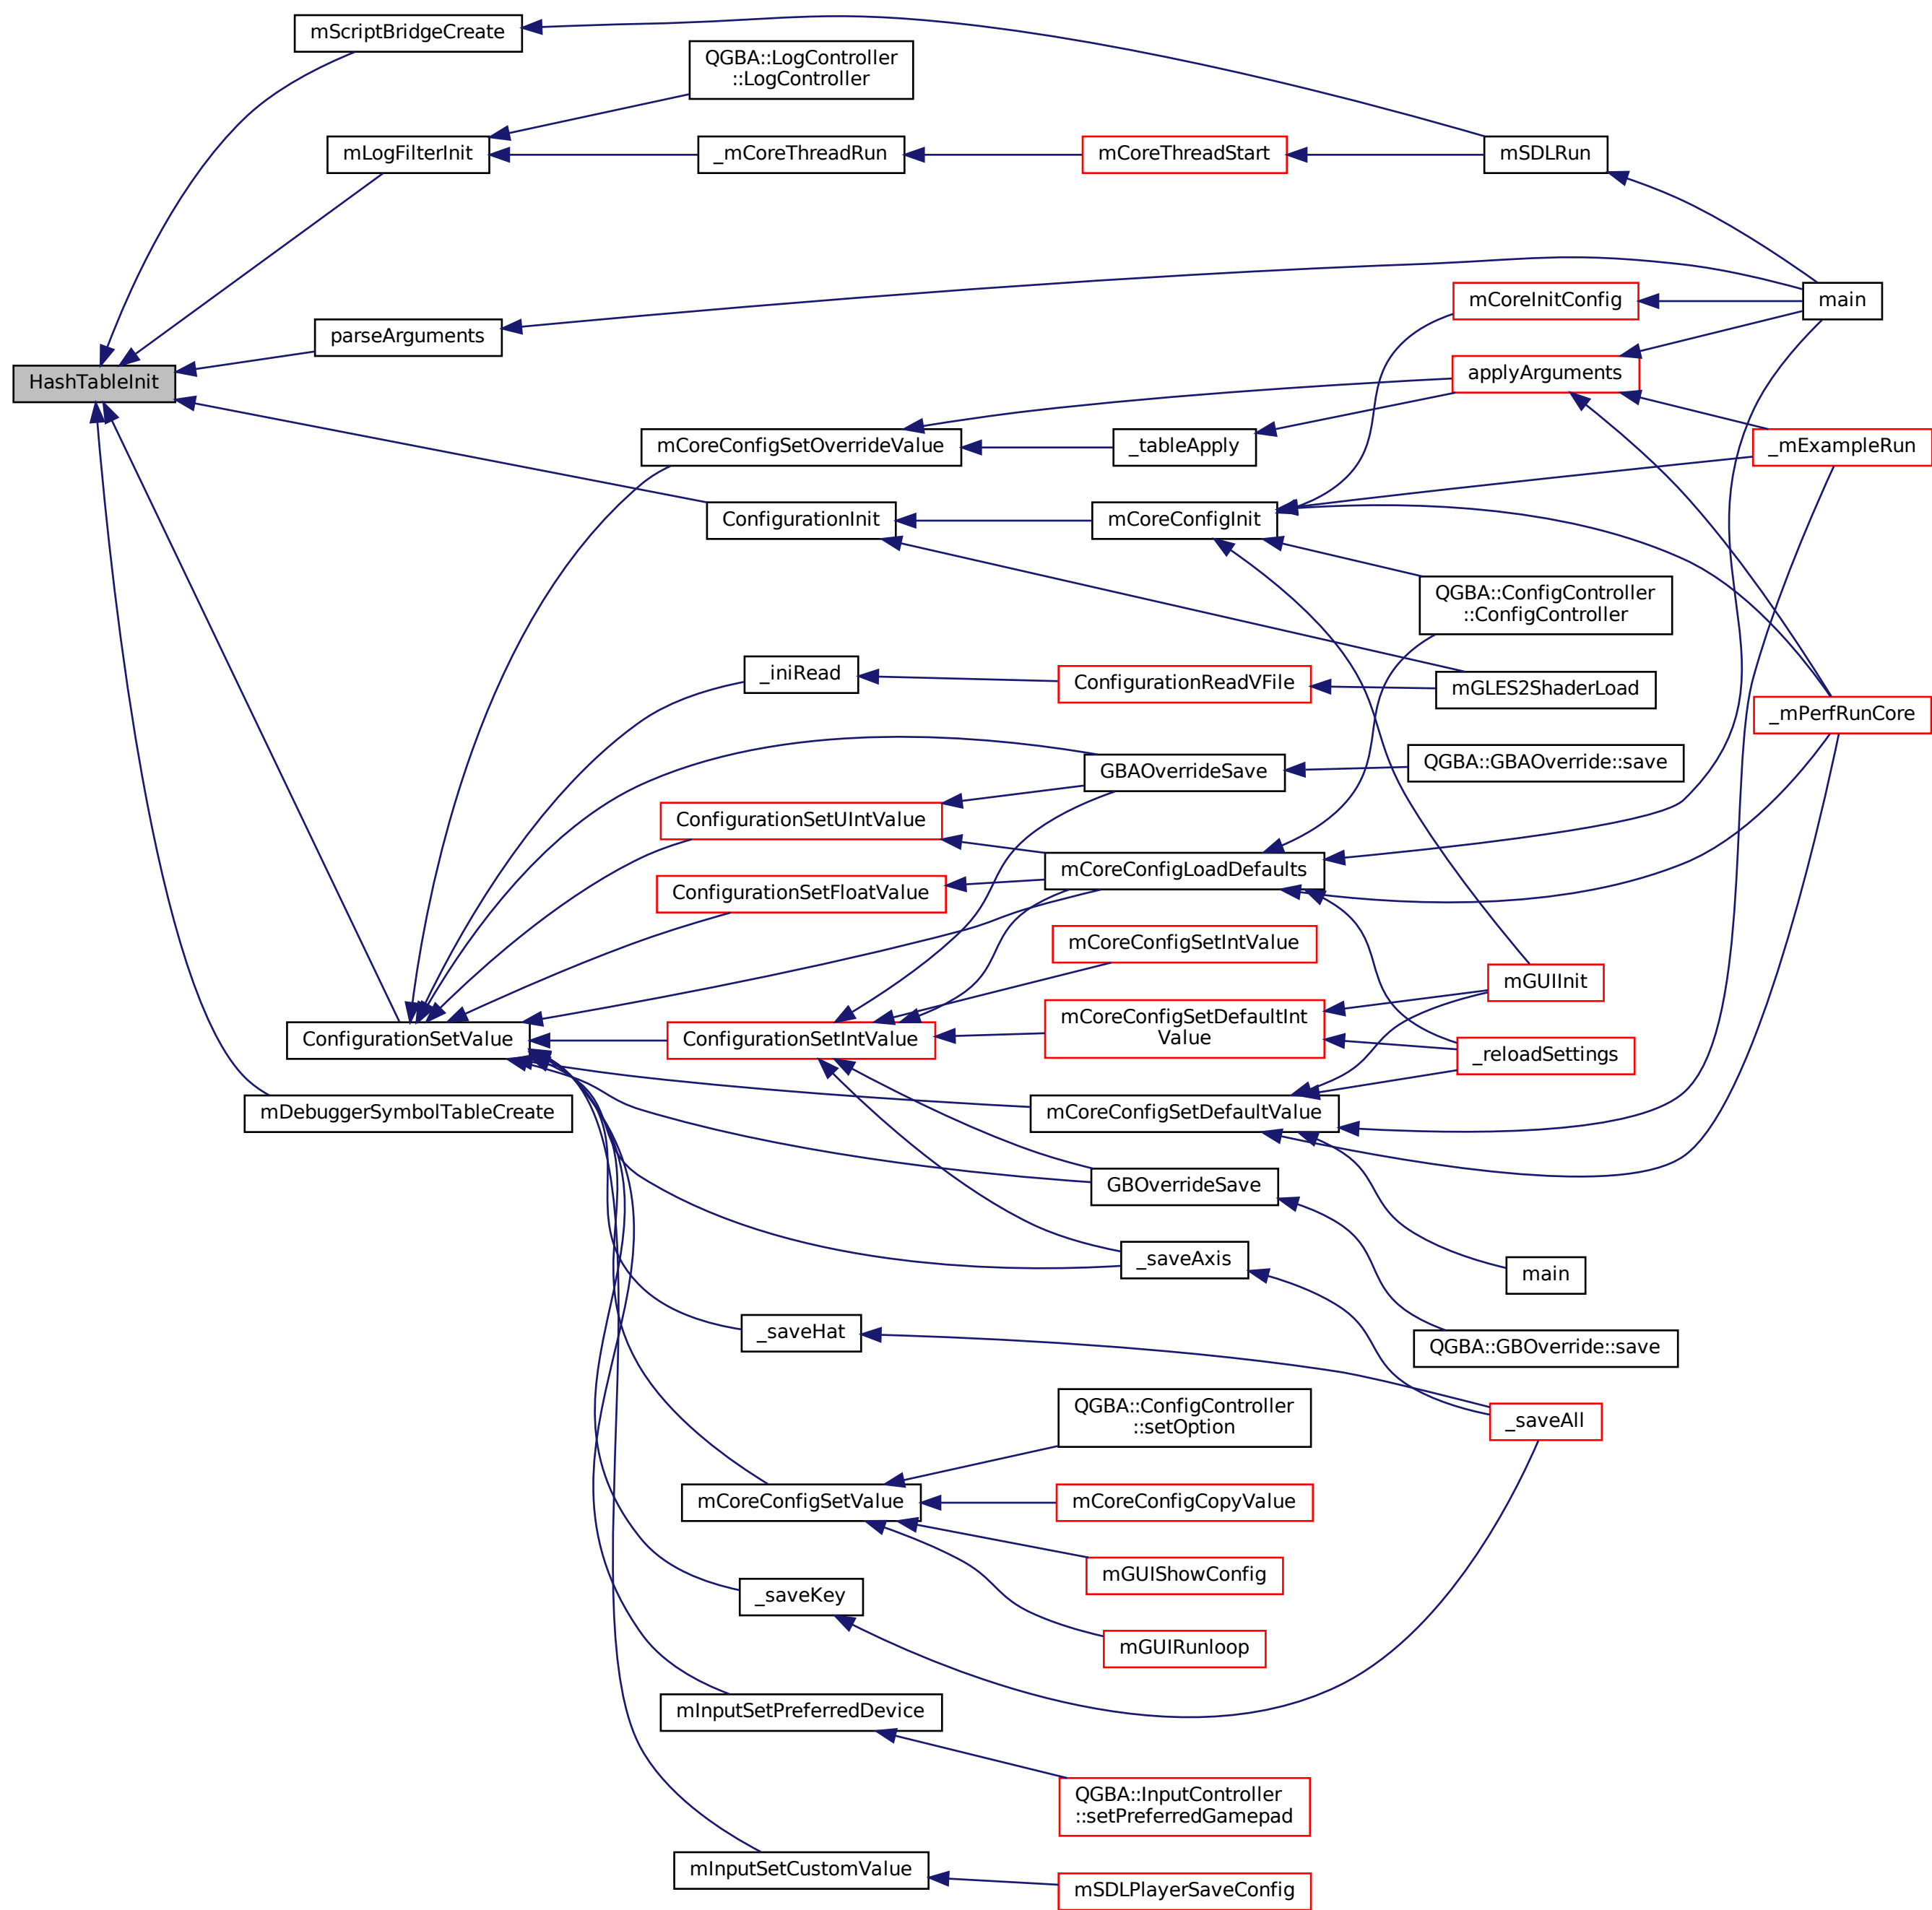 mScriptBridgeCreate
QGBA::LogController
::LogController
mLogFilterInit
_mCoreThreadRun
mCoreThreadStart
mSDLRun
mCoreInitConfig
main
parseArguments
HashTableInit
applyArguments
mCoreConfigSetOverrideValue
_tableApply
_mExampleRun
ConfigurationInit
mCoreConfigInit
QGBA::ConfigController
::ConfigController
_iniRead
ConfigurationReadVFile
mGLES2ShaderLoad
_mPerfRunCore
GBAOverrideSave
QGBA::GBAOverride::save
ConfigurationSetUIntValue
mCoreConfigLoadDefaults
ConfigurationSetFloatValue
mCoreConfigSetIntValue
mGUIInit
ConfigurationSetValue
ConfigurationSetIntValue
mCoreConfigSetDefaultInt
Value
_reloadSettings
mDebuggerSymbolTableCreate
mCoreConfigSetDefaultValue
GBOverrideSave
_saveAxis
main
_saveHat
QGBA::GBOverride::save
QGBA::ConfigController
::setOption
_saveAll
mCoreConfigSetValue
mCoreConfigCopyValue
mGUIShowConfig
_saveKey
mGUIRunloop
mInputSetPreferredDevice
QGBA::InputController
::setPreferredGamepad
mInputSetCustomValue
mSDLPlayerSaveConfig